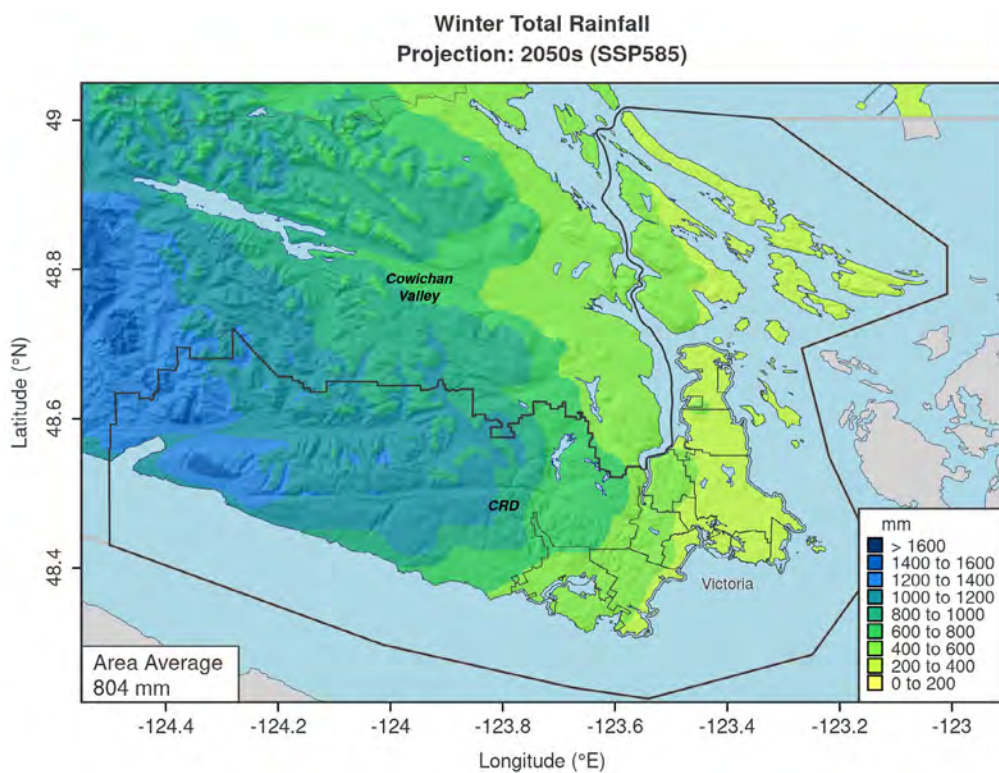 Winter Total Rainfall
Projection: 2050s (SSP585)
49
48.8
48.6
48.4
Latitude (°N)
Cowichan
Valley
CRD
Victoria
mm
> 1600
1400 to 1600
1200 to 1400
1000 to 1200
800 to 1000
600 to 800
400 to 600
200 to 400
0 to 200
Area Average
804 mm
-124.4
-124.2
-124
-123.8
-123.6
-123.4
-123.2
-123
Longitude (°E)